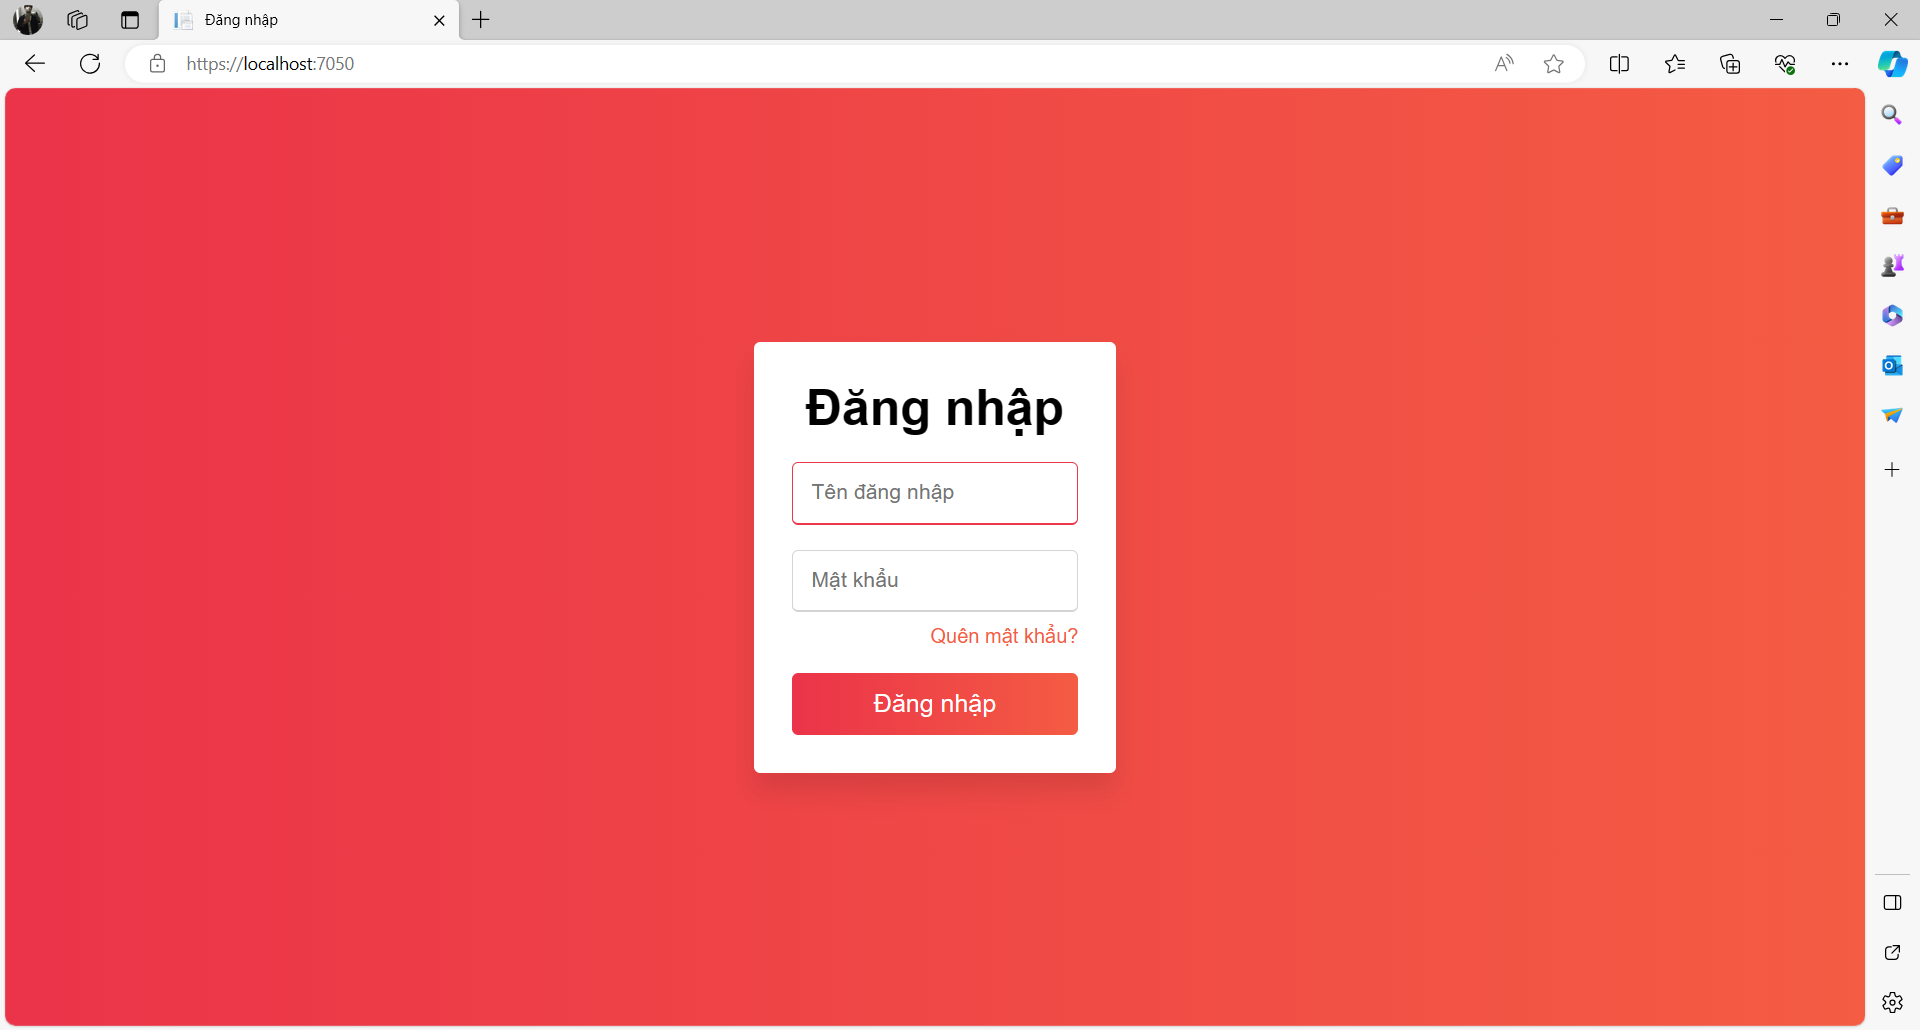 Đăng nhập
https://localhost:7050
Đăng nhập
Tên đăng nhập
Mật khẩu
Quên mật khẩu?
Đăng nhập